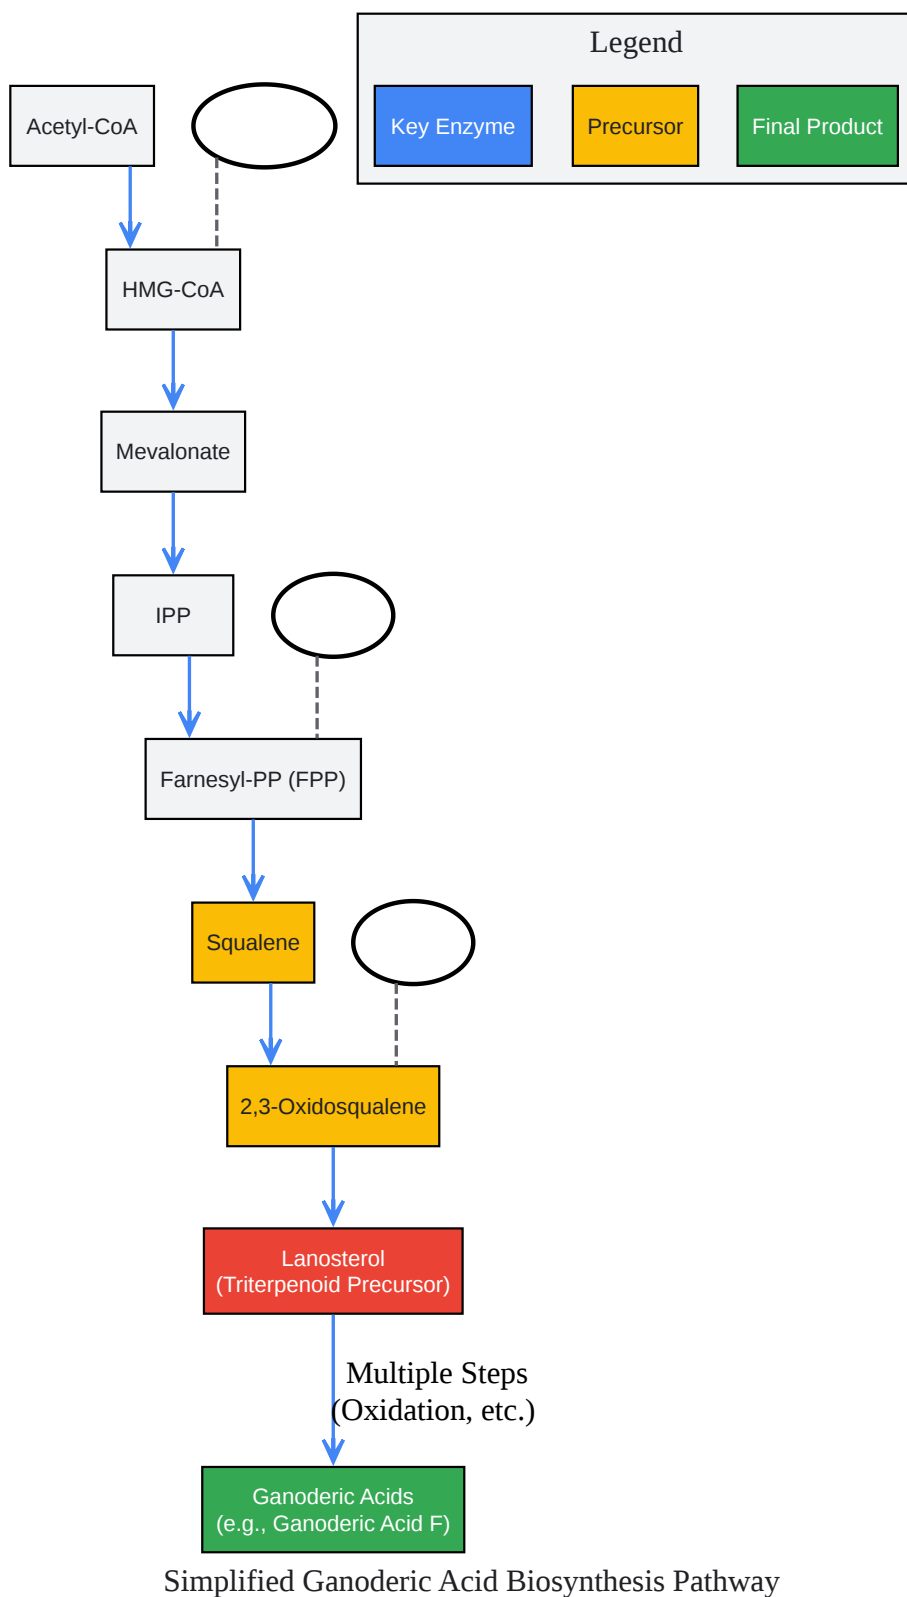 Legend
Key Enzyme
Precursor
Final Product
Acetyl-CoA
HMG-CoA
Mevalonate
IPP
Farnesyl-PP (FPP)
Squalene
2,3-Oxidosqualene
Lanosterol
(Triterpenoid Precursor)
Multiple Steps
(Oxidation, etc.)
Ganoderic Acids
(e.g., Ganoderic Acid F)
Simplified Ganoderic Acid Biosynthesis Pathway